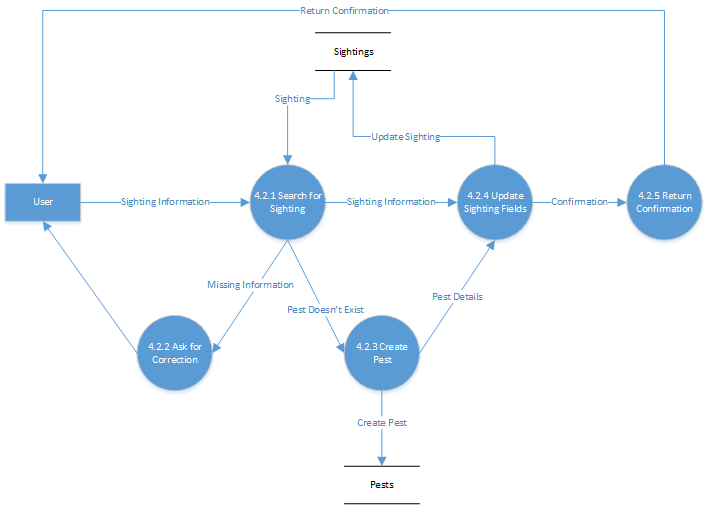 Return Confirmation
Sightings
Sighting
Update Sighting
User
Sighting Information
4.2.1 Search for
Sighting
Sighting Information
4.2.4 Update
Sighting Fields
Confirmation
4.2.5 Return
Confirmation
Missing Information
Pest Doesn't Exist
Pest Details
4.2.2 Ask for
Correction
4.2.3 Create
Pest
Create Pest
Pests